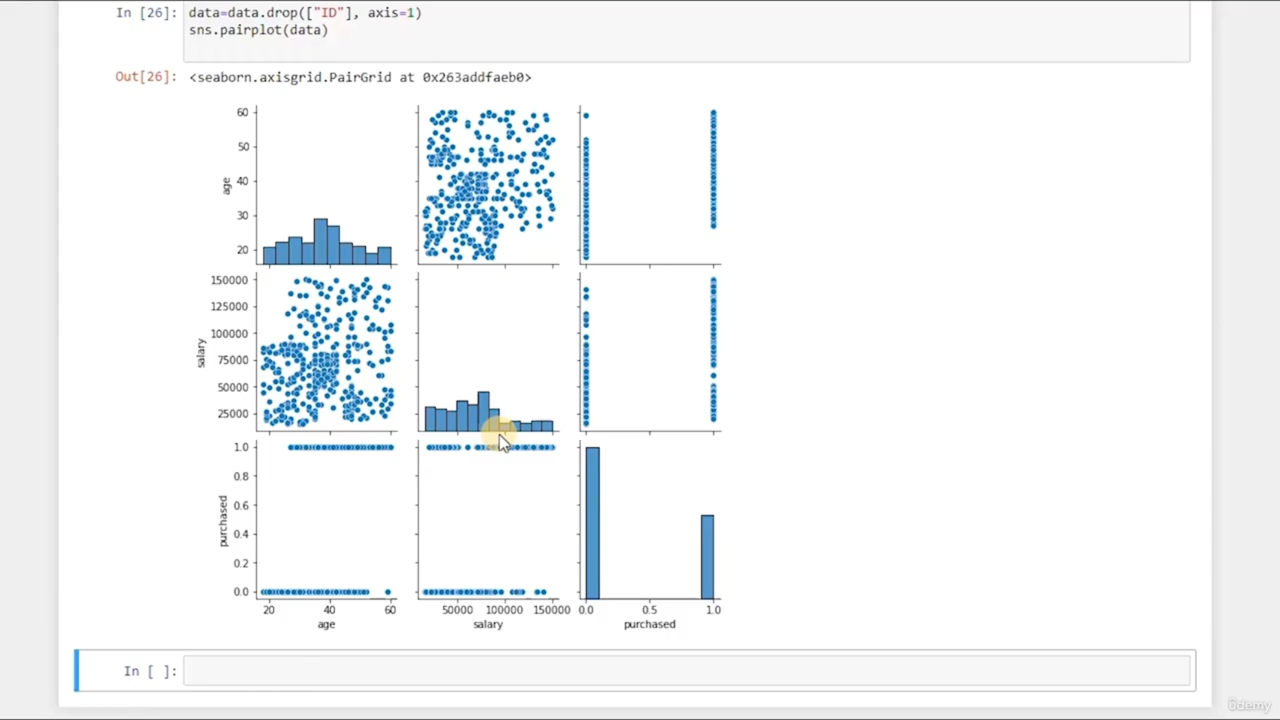 In [26]: data=data.drop(["ID"], axis=1)
sns.pairplot(data)
Out[26]: <seaborn.axisgrid.PairGrid at 0x263addfaeb0>
60
50
40
30
20
age
150000
125000
100000
75000
50000
25000
salary
1.0
0.8
0.6
0.4
0.2
0.0
purchased
20 40 60 50000 100000 150000 0.0 0.5 1.0
age salary purchased
In [ ]:
ûdemy